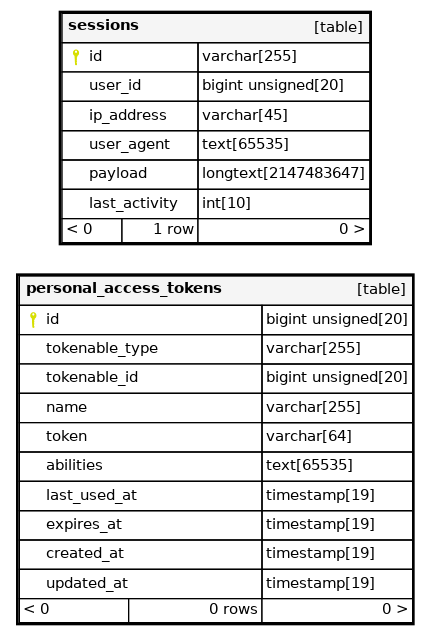 sessions [table]
id varchar[255]
user_id bigint unsigned[20]
ip_address varchar[45]
user_agent text[65535]
payload longtext[2147483647]
last_activity int[10]
< 0 1 row 0 >
personal_access_tokens [table]
id bigint unsigned[20]
tokenable_type varchar[255]
tokenable_id bigint unsigned[20]
name varchar[255]
token varchar[64]
abilities text[65535]
last_used_at timestamp[19]
expires_at timestamp[19]
created_at timestamp[19]
updated_at timestamp[19]
< 0 0 rows 0 >